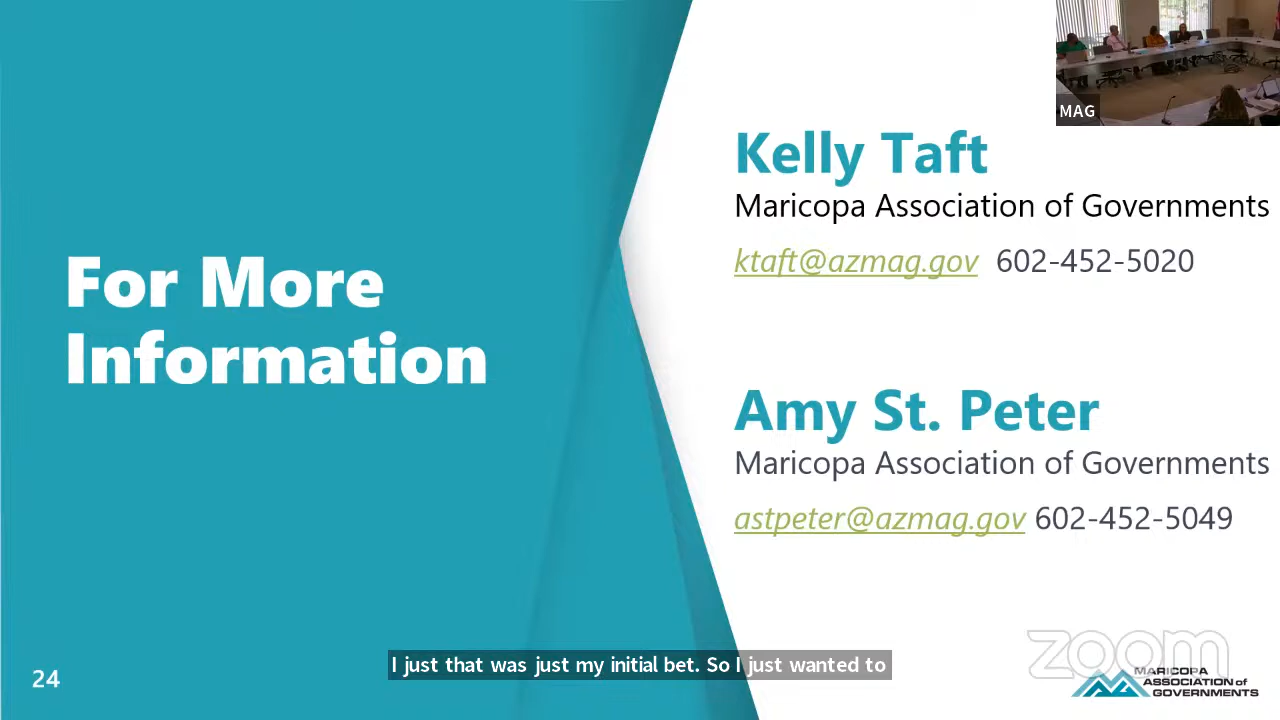 MAG
For More
Information
Kelly Taft
Maricopa Association of Governments
ktaft@azmag.gov 602-452-5020
Amy St. Peter
Maricopa Association of Governments
astpeter@azmag.gov 602-452-5049
I just that was just my initial bet. So I just wanted to
24
zoom
MARICOPA
ASSOCIATION of
GOVERNMENTS